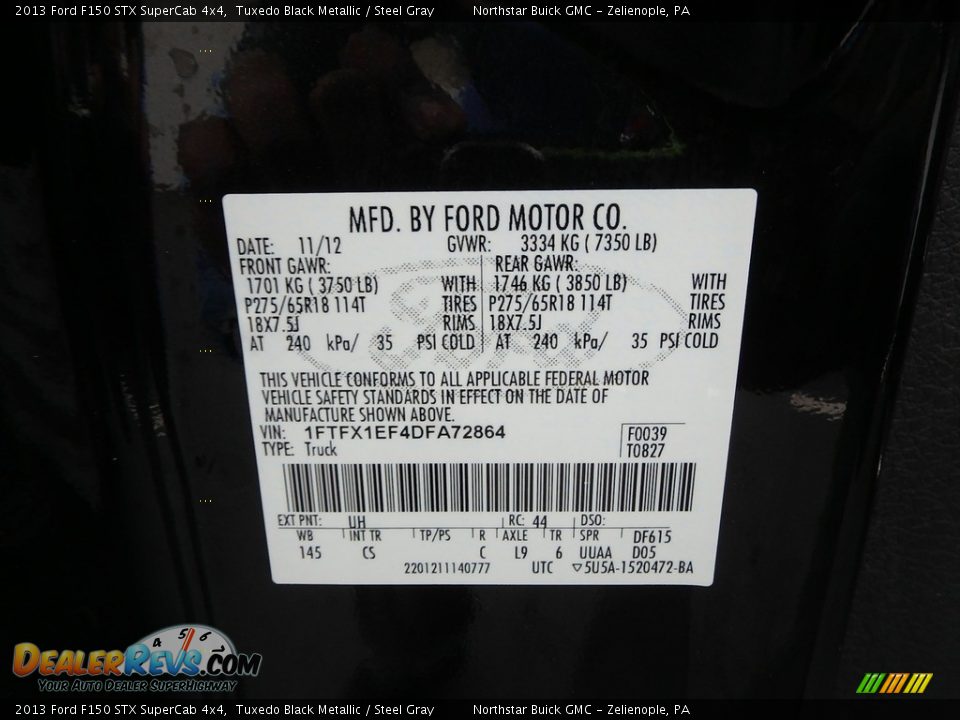 2013 Ford F150 STX SuperCab 4x4,  Tuxedo Black Metallic / Steel Gray        Northstar Buick GMC - Zelienople, PA
MFD. BY FORD MOTOR CO.
DATE: 11/12 GVWR: 3334 KG ( 7350 LB)
FRONT GAWR: REAR GAWR:
1701 KG ( 3750 LB) WITH 1746 KG ( 3850 LB) WITH
P275/65R18 114T TIRES P275/65R18 114T TIRES
18X7.5J RIMS 18X7.5J RIMS
AT 240 kPa/ 35 PSI COLD AT 240 kPa/ 35 PSI COLD
THIS VEHICLE CONFORMS TO ALL APPLICABLE FEDERAL MOTOR
VEHICLE SAFETY STANDARDS IN EFFECT ON THE DATE OF
MANUFACTURE SHOWN ABOVE.
VIN: 1FTFX1EF4DFA72864 F0039
TYPE: Truck T0827
EXT PNT: UH RC: 44 DSO:
WB INT TR TP/PS R AXLE TR SPR DF615
145 CS C L9 6 UUAA D05
2201211140777 UTC ▽5U5A-1520472-BA
4 5 6
DealerRevs.com
Your Auto Dealer SuperHighway
2013 Ford F150 STX SuperCab 4x4,  Tuxedo Black Metallic / Steel Gray        Northstar Buick GMC - Zelienople, PA